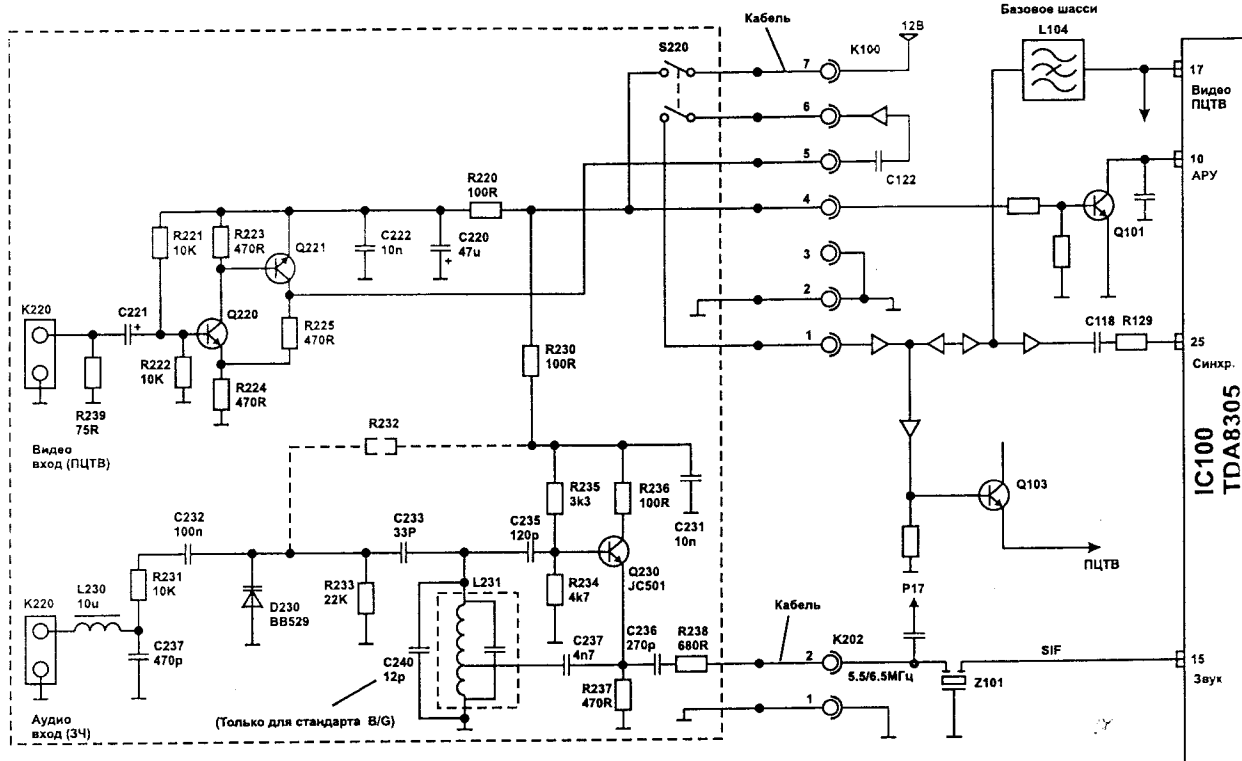 Базовое шасси
Кабель
12В
L104
S220
K100
7
17
Видео
ПЦТВ
6
5
10
АРУ
C122
R220
100R
4
Q101
R221
10K
R223
470R
Q221
C222
10n
C220
47u
+
3
2
K220
C221
+
Q220
R225
470R
R230
100R
1
C118
R129
25
Синхр.
R222
10K
R224
470R
R239
75R
Видео
вход (ПЦТВ)
R232
IC100
TDA8305
Q103
R235
3k3
R236
100R
C232
100n
C233
33P
C235
120p
C231
10n
ПЦТВ
Q230
JC501
R231
10K
L230
10u
K220
D230
BB529
R233
22K
L231
R234
4k7
P17
Кабель
C237
470p
C240
12p
C237
4n7
C236
270p
R238
680R
K202
2
SIF
15
Звук
5.5/6.5МГц
Z101
R237
470R
1
(Только для стандарта B/G)
Аудио
вход (ЗЧ)